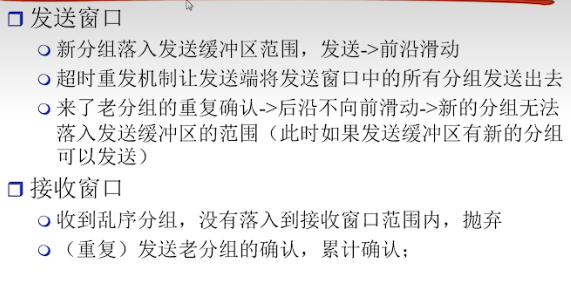 发送窗口
新分组落入发送缓冲区范围，发送->前沿滑动
超时重发机制让发送端将发送窗口中的所有分组发送出去
来了老分组的重复确认->后沿不向前滑动->新的分组无法
落入发送缓冲区的范围（此时如果发送缓冲区有新的分组
可以发送）
接收窗口
收到乱序分组，没有落入到接收窗口范围内，抛弃
（重复）发送老分组的确认，累计确认；